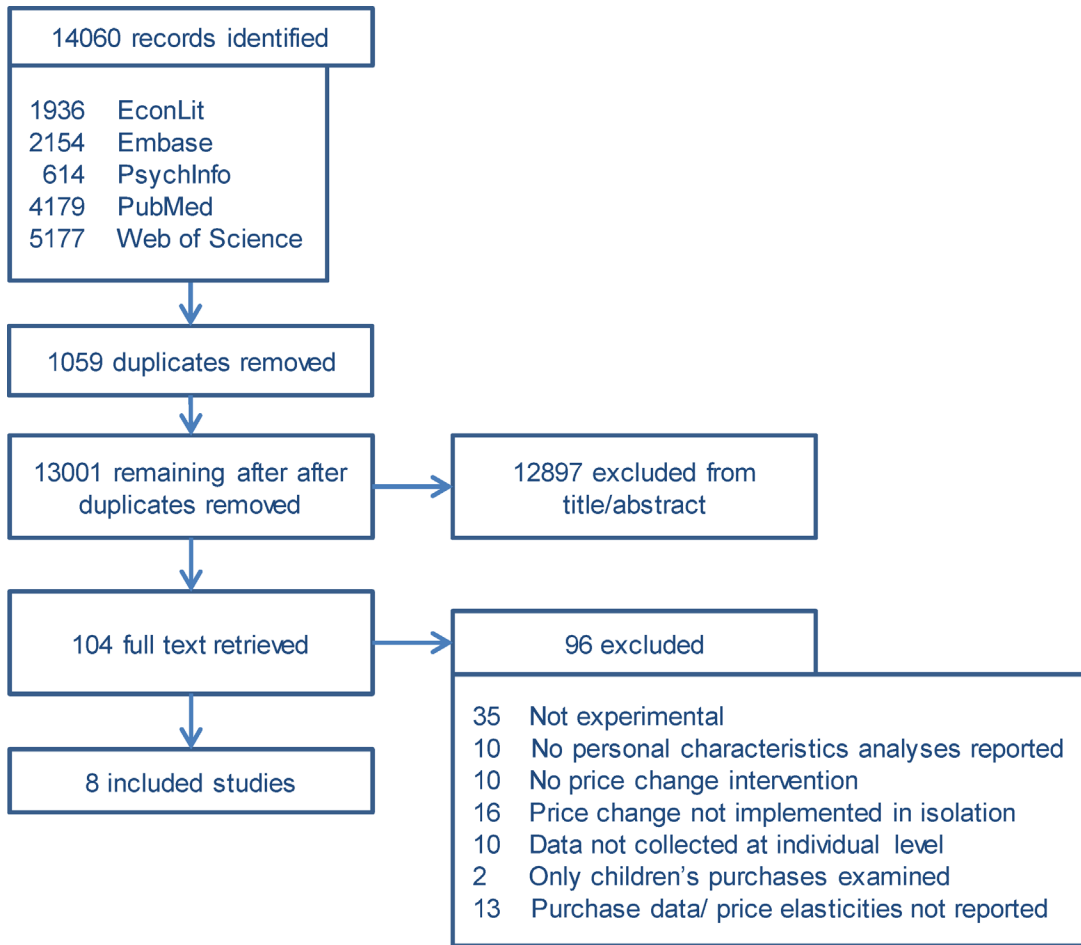 14060 records identified
1936 EconLit
2154 Embase
614 PsychInfo
4179 PubMed
5177 Web of Science
1059 duplicates removed
13001 remaining after after
duplicates removed
12897 excluded from
title/abstract
104 full text retrieved
96 excluded
35 Not experimental
10 No personal characteristics analyses reported
10 No price change intervention
16 Price change not implemented in isolation
10 Data not collected at individual level
2 Only children's purchases examined
13 Purchase data/ price elasticities not reported
8 included studies